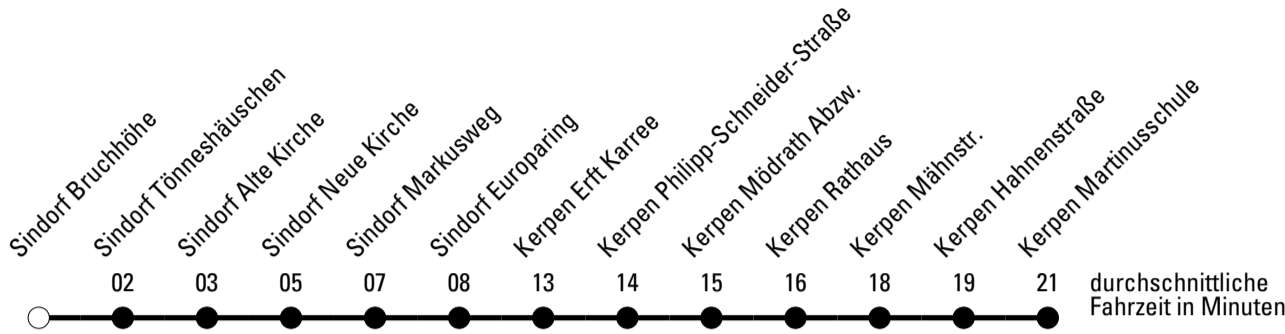 Sindorf Bruchhöhe
Sindorf Tönneshäuschen
Sindorf Alte Kirche
Sindorf Neue Kirche
Sindorf Markusweg
Sindorf Europaring
Kerpen Erft Karree
Kerpen Philipp-Schneider-Straße
Kerpen Mödrath Abzw.
Kerpen Rathaus
Kerpen Mähnstr.
Kerpen Hahnenstraße
Kerpen Martinusschule
02 03 05 07 08 13 14 15 16 18 19 21
durchschnittliche
Fahrzeit in Minuten